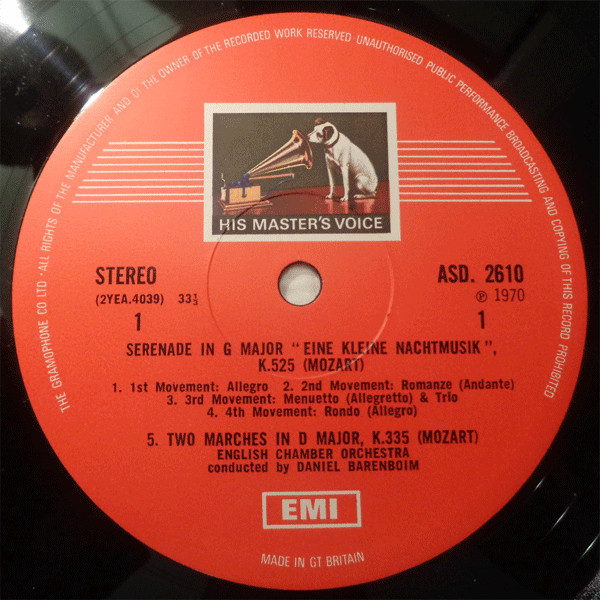 THE GRAMOPHONE CO LTD · ALL RIGHTS OF THE MANUFACTURER AND OF THE OWNER OF THE RECORDED WORK RESERVED · UNAUTHORISED PUBLIC PERFORMANCE BROADCASTING AND COPYING OF THIS RECORD PROHIBITED
HIS MASTER'S VOICE
STEREO
(2YEA.4039) 33⅓
1
ASD. 2610
℗ 1970
1
SERENADE IN G MAJOR "EINE KLEINE NACHTMUSIK",
K.525 (MOZART)
1. 1st Movement: Allegro 2. 2nd Movement: Romanze (Andante)
3. 3rd Movement: Menuetto (Allegretto) & Trio
4. 4th Movement: Rondo (Allegro)
5. TWO MARCHES IN D MAJOR, K.335 (MOZART)
ENGLISH CHAMBER ORCHESTRA
conducted by DANIEL BARENBOIM
EMI
MADE IN GT BRITAIN